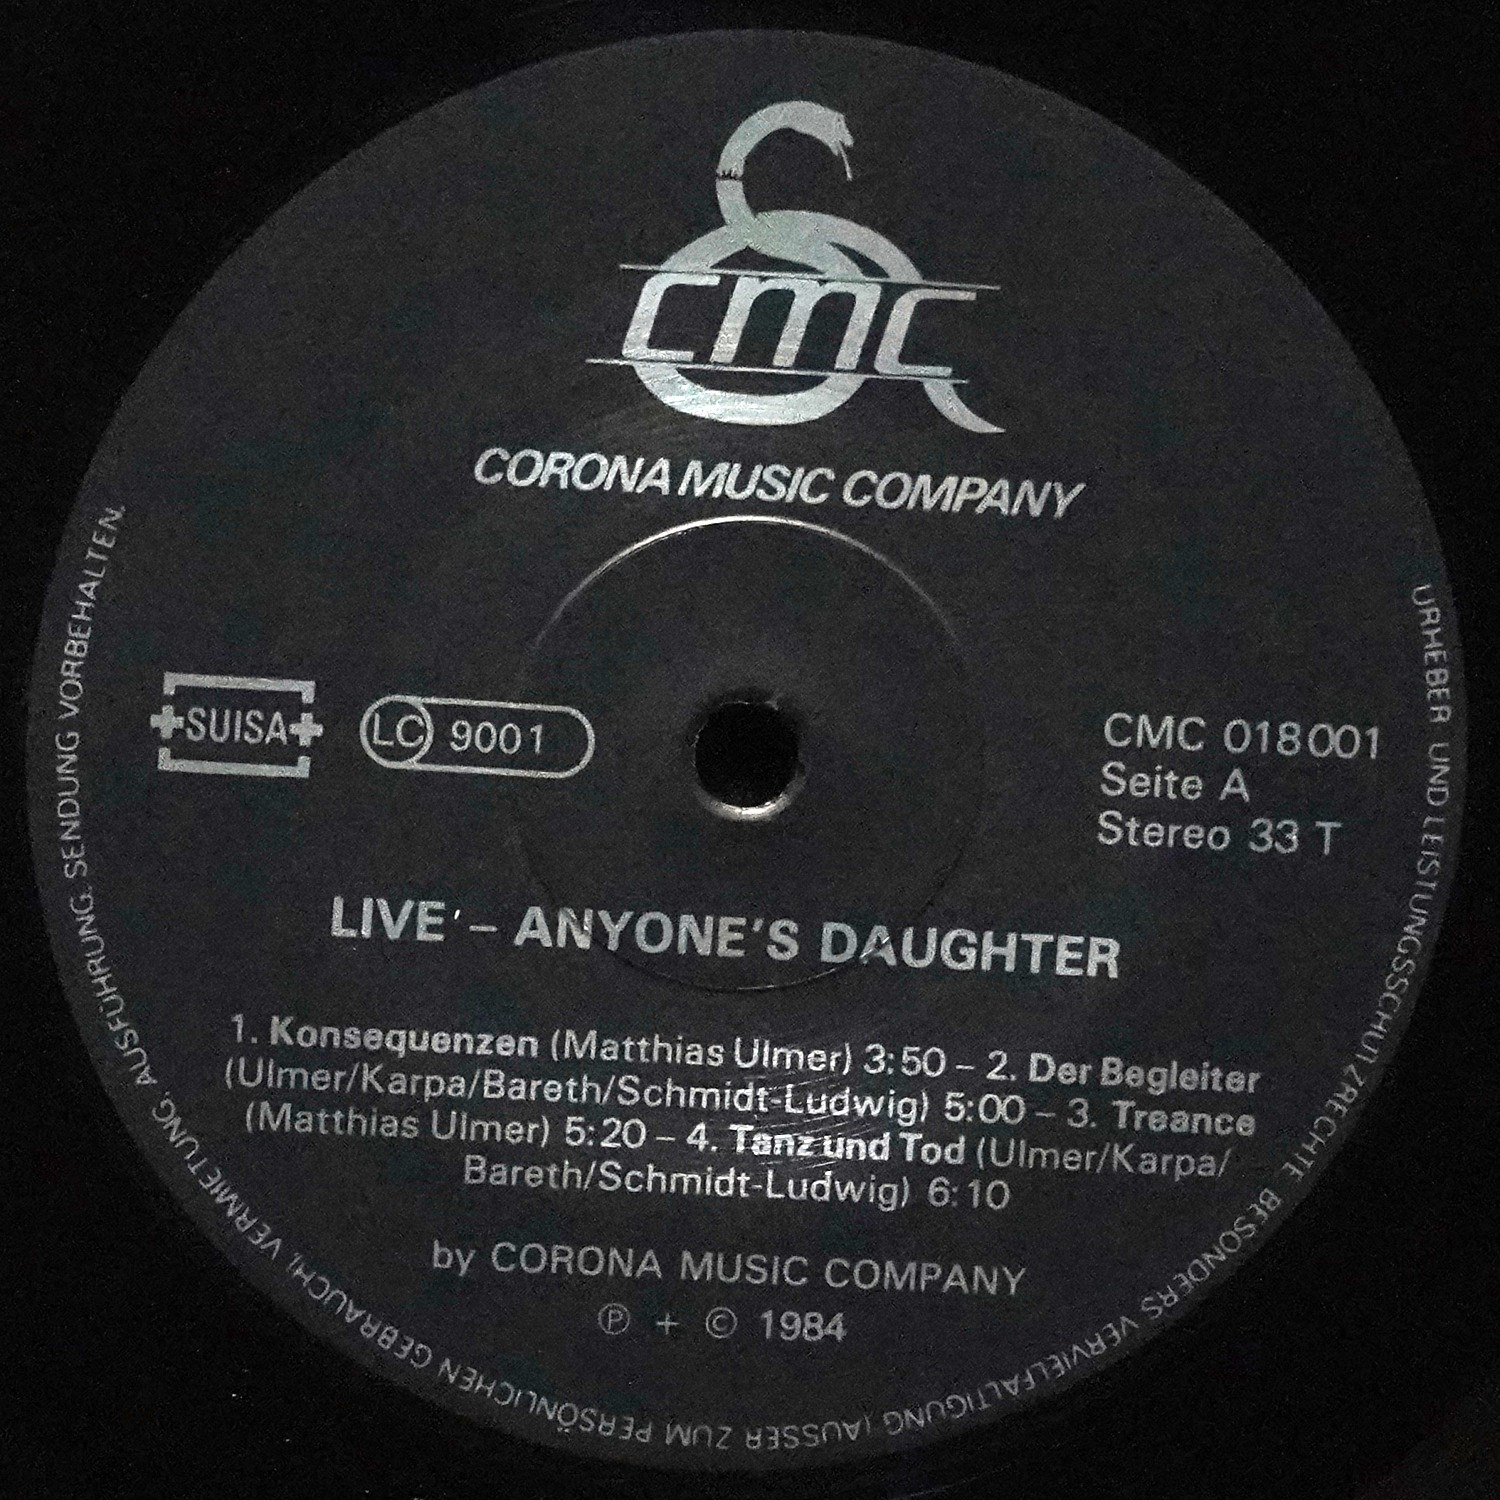 cmc
CORONA MUSIC COMPANY
+SUISA+
LC 9001
CMC 018001
Seite A
Stereo 33 T
LIVE' – ANYONE'S DAUGHTER
1. Konsequenzen (Matthias Ulmer) 3:50 – 2. Der Begleiter
(Ulmer/Karpa/Bareth/Schmidt-Ludwig) 5:00 – 3. Treance
(Matthias Ulmer) 5:20 – 4. Tanz und Tod (Ulmer/Karpa/
Bareth/Schmidt-Ludwig) 6:10
by CORONA MUSIC COMPANY
℗ + © 1984
URHEBER UND LEISTUNGSSCHUTZRECHTE BESONDERS VERVIELFÄLTIGUNG (AUSSER ZUM PERSÖNLICHEN GEBRAUCH), VERMIETUNG, AUSFÜHRUNG, SENDUNG VORBEHALTEN.